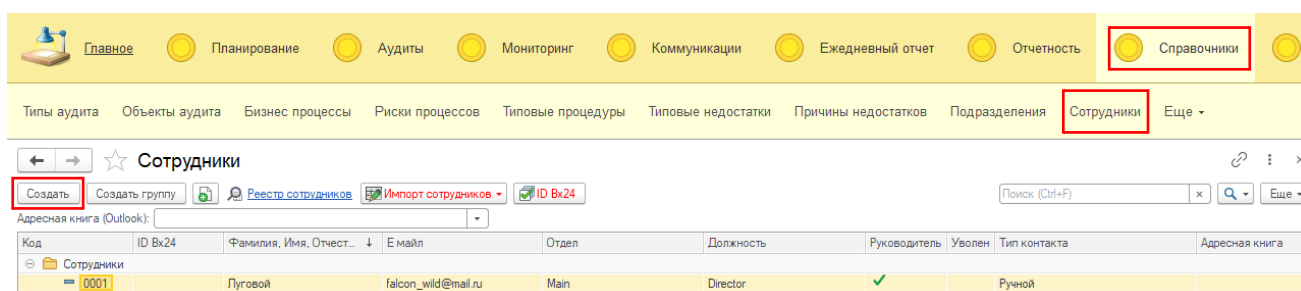 Главное Планирование Аудиты Мониторинг Коммуникации Ежедневный отчет Отчетность Справочники
Типы аудита Объекты аудита Бизнес процессы Риски процессов Типовые процедуры Типовые недостатки Причины недостатков Подразделения Сотрудники Еще
Сотрудники
Создать Создать группу Реестр сотрудников Импорт сотрудников ID Bx24 Поиск (Ctrl+F) × Еще
Адресная книга (Outlook):
Код ID Bx24 Фамилия, Имя, Отчест... ↓ Е майл Отдел Должность Руководитель Уволен Тип контакта Адресная книга
Сотрудники
0001 Луговой falcon_wild@mail.ru Main Director Ручной